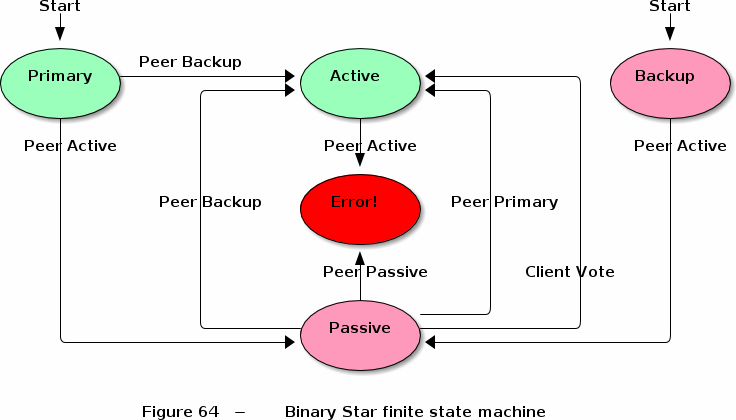 Start
Start
Primary
Peer Backup
Active
Backup
Peer Active
Peer Active
Peer Active
Peer Backup
Error!
Peer Primary
Peer Passive
Client Vote
Passive
Figure 64 – Binary Star finite state machine